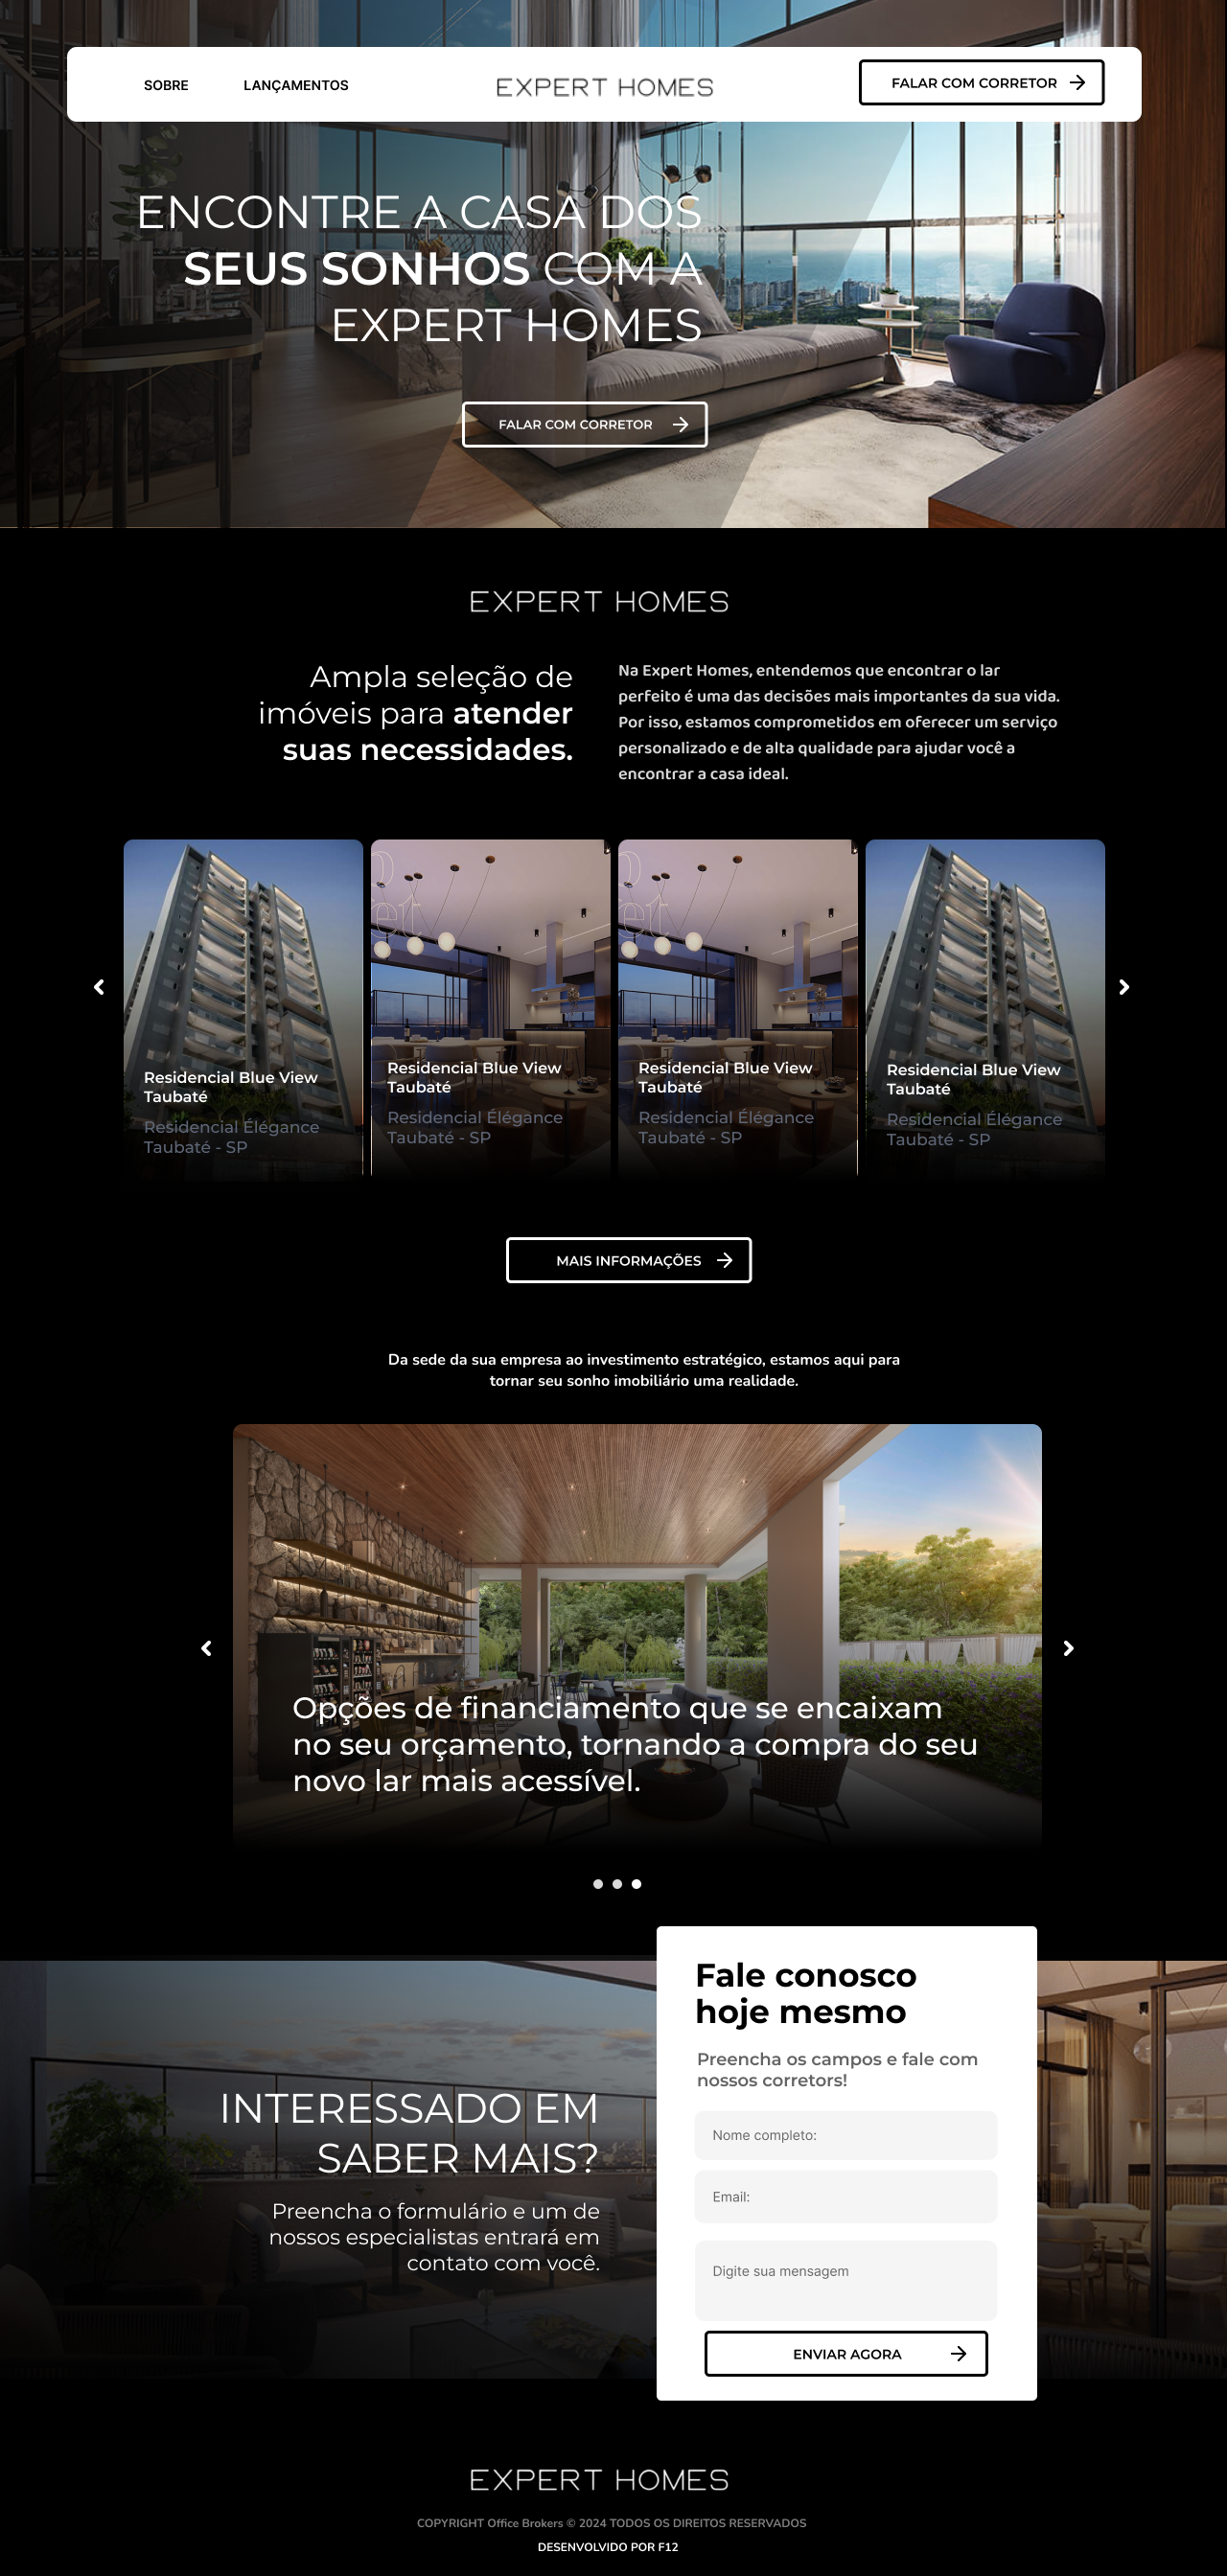 SOBRE
LANÇAMENTOS
EXPERT HOMES
FALAR COM CORRETOR
ENCONTRE A CASA DOS
SEUS SONHOS COM A
EXPERT HOMES
FALAR COM CORRETOR
EXPERT HOMES
Ampla seleção de
imóveis para atender
suas necessidades.
Na Expert Homes, entendemos que encontrar o lar
perfeito é uma das decisões mais importantes da sua vida.
Por isso, estamos comprometidos em oferecer um serviço
personalizado e de alta qualidade para ajudar você a
encontrar a casa ideal.
Residencial Blue View
Taubaté
Residencial Élégance
Taubaté - SP
et
Residencial Blue View
Taubaté
Residencial Élégance
Taubaté - SP
et
Residencial Blue View
Taubaté
Residencial Élégance
Taubaté - SP
Residencial Blue View
Taubaté
Residencial Élégance
Taubaté - SP
MAIS INFORMAÇÕES
Da sede da sua empresa ao investimento estratégico, estamos aqui para
tornar seu sonho imobiliário uma realidade.
Opções de financiamento que se encaixam
no seu orçamento, tornando a compra do seu
novo lar mais acessível.
INTERESSADO EM
SABER MAIS?
Preencha o formulário e um de
nossos especialistas entrará em
contato com você.
Fale conosco
hoje mesmo
Preencha os campos e fale com
nossos corretors!
Nome completo:
Email:
Digite sua mensagem
ENVIAR AGORA
EXPERT HOMES
COPYRIGHT Office Brokers © 2024 TODOS OS DIREITOS RESERVADOS
DESENVOLVIDO POR F12